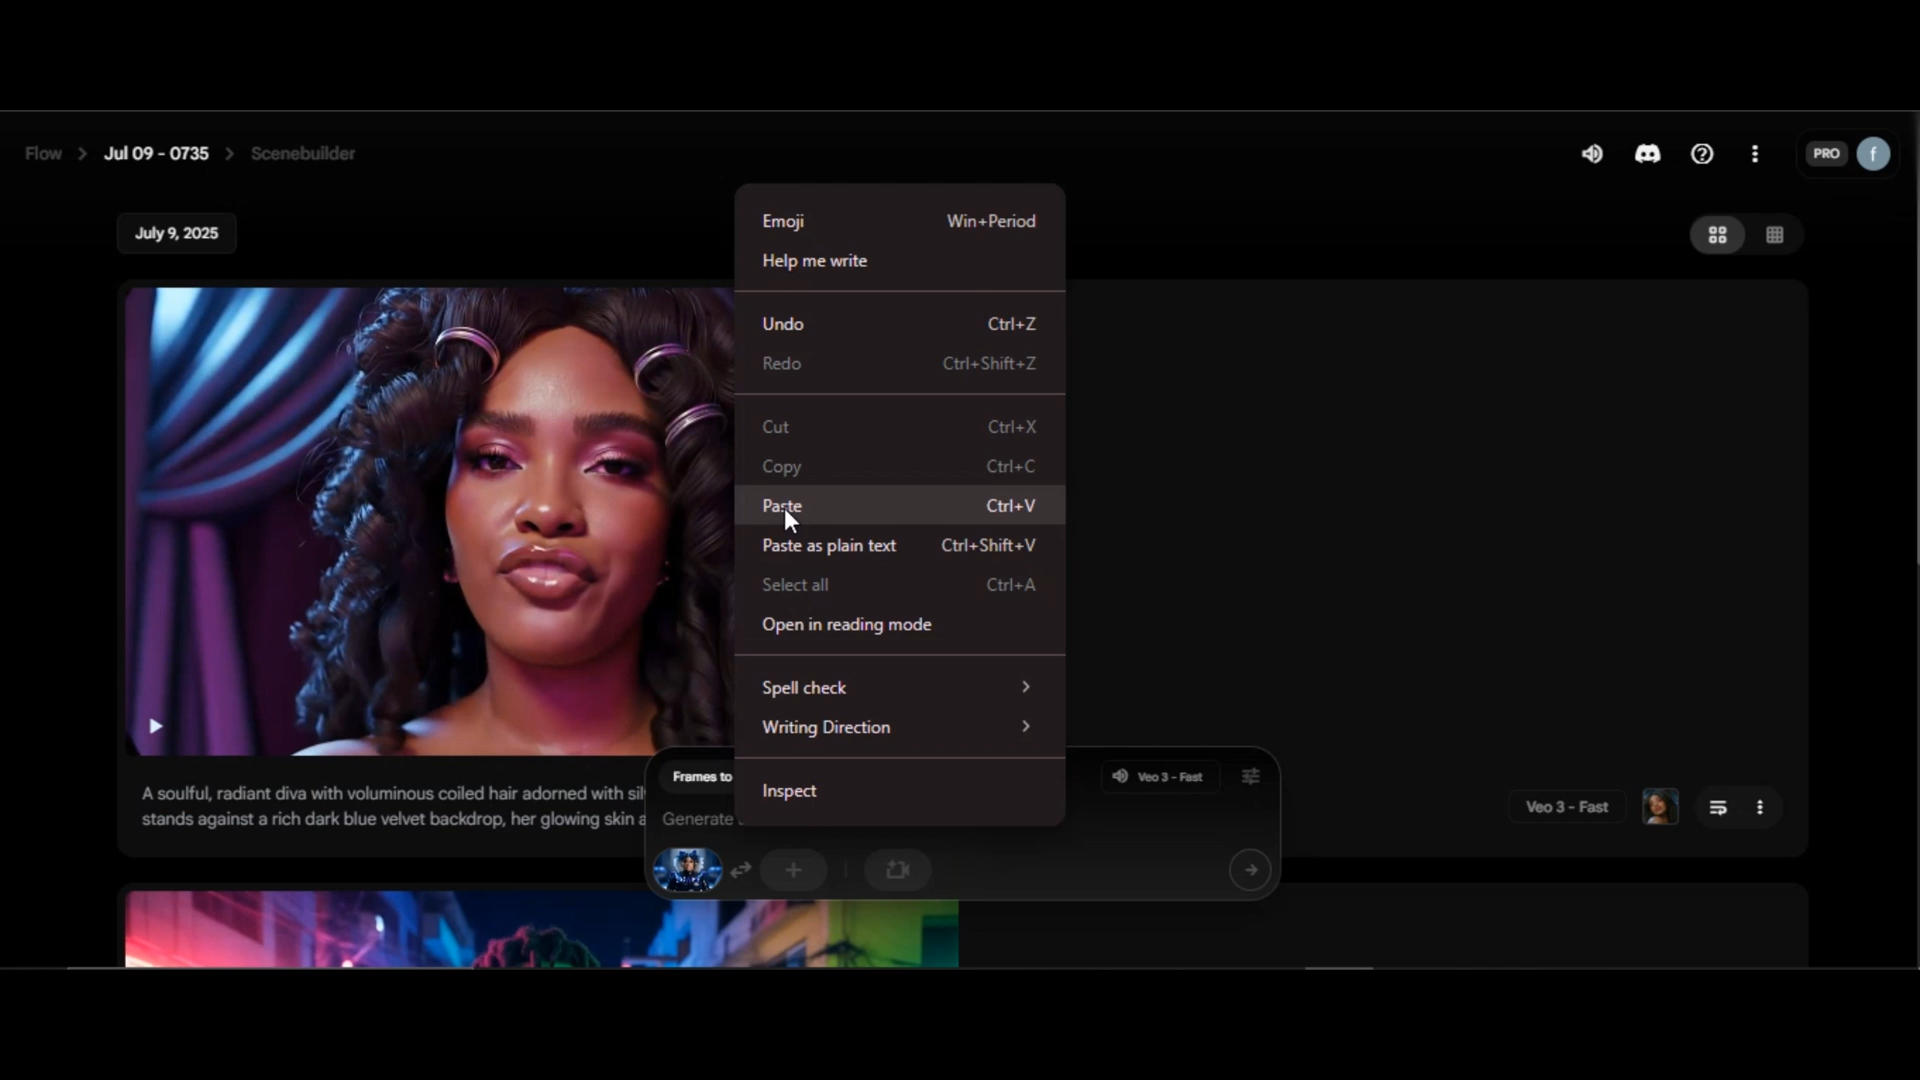 Flow > Jul 09 - 0735 > Scenebuilder
PRO f
July 9, 2025
Emoji Win+Period
Help me write
Undo Ctrl+Z
Redo Ctrl+Shift+Z
Cut Ctrl+X
Copy Ctrl+C
Paste Ctrl+V
Paste as plain text Ctrl+Shift+V
Select all Ctrl+A
Open in reading mode
Spell check >
Writing Direction >
Inspect
A soulful, radiant diva with voluminous coiled hair adorned with
stands against a rich dark blue velvet backdrop, her glowing skin
Frames to
Veo 3 - Fast
Generate
Veo 3 - Fast